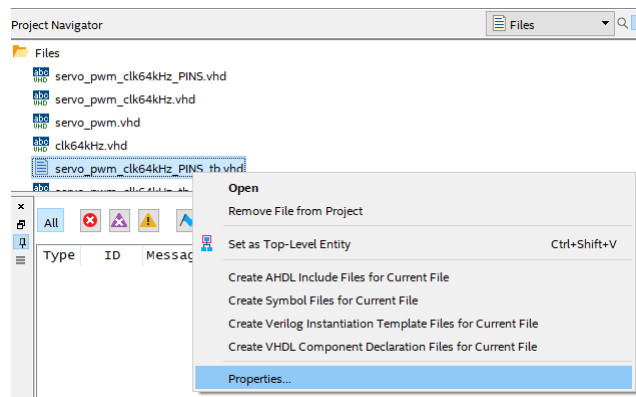 Project Navigator
Files
Files
servo_pwm_clk64kHz_PINS.vhd
servo_pwm_clk64kHz.vhd
servo_pwm.vhd
clk64kHz.vhd
servo_pwm_clk64kHz_PINS_tb.vhd
Open
Remove File from Project
Set as Top-Level Entity Ctrl+Shift+V
Create AHDL Include Files for Current File
Create Symbol Files for Current File
Create Verilog Instantiation Template Files for Current File
Create VHDL Component Declaration Files for Current File
Properties...
All
Type ID Messag